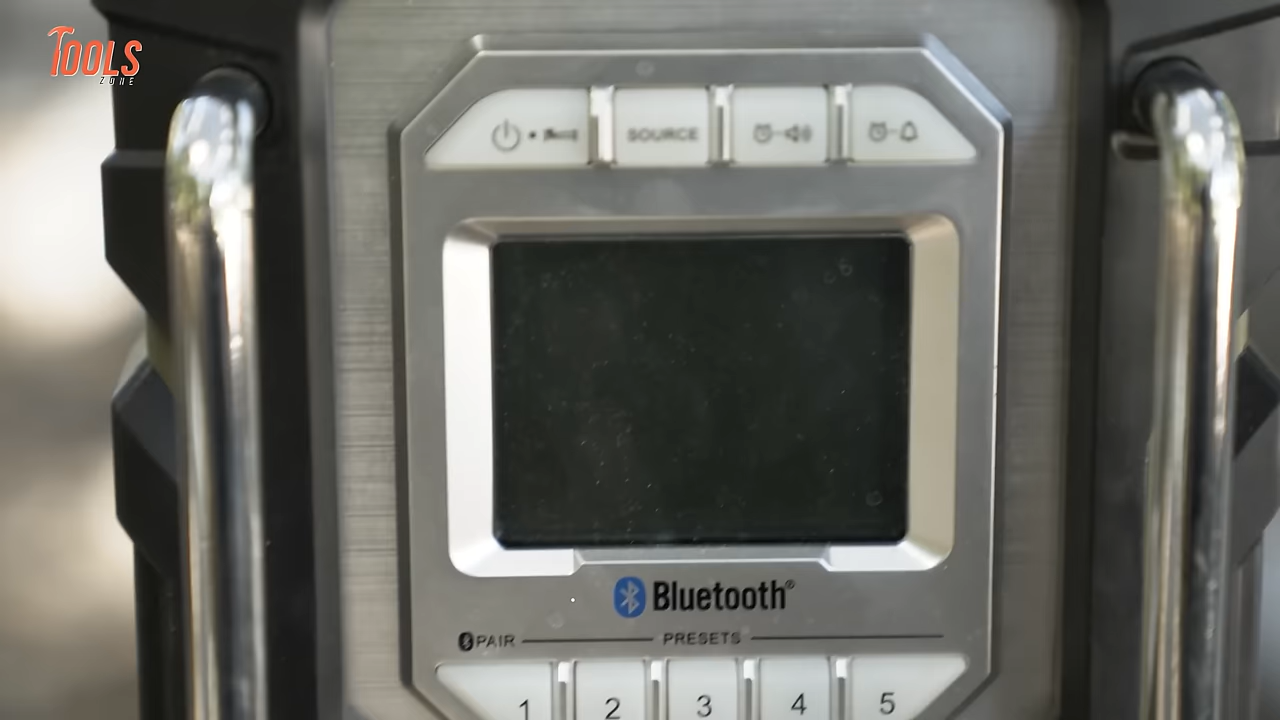 TOOLS
ZONE
SOURCE
Bluetooth®
PAIR PRESETS
1 2 3 4 5